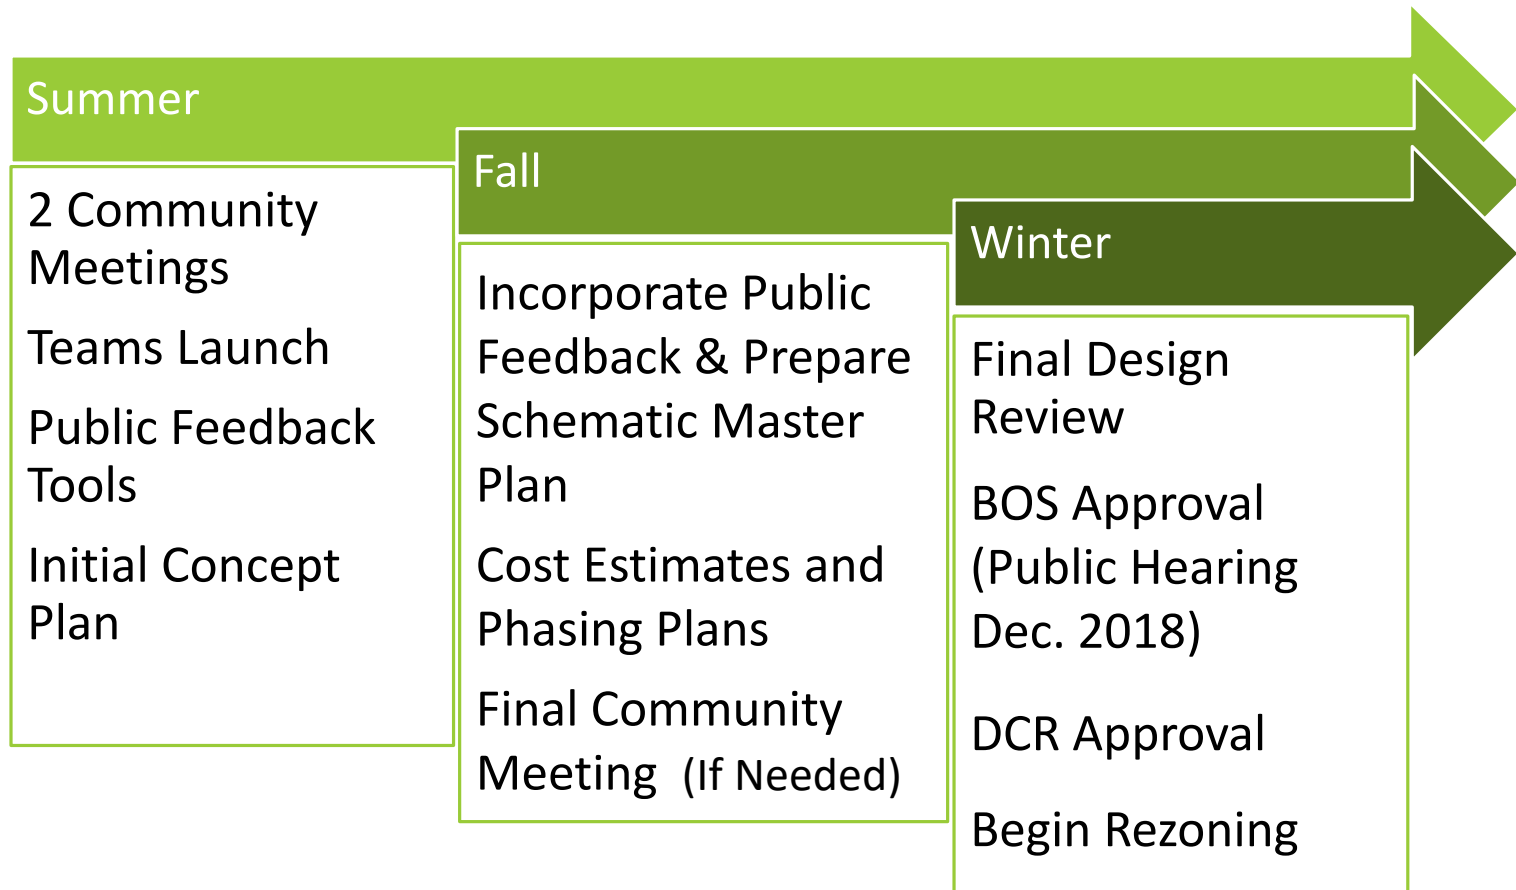 Summer
2 Community
Meetings
Teams Launch
Public Feedback
Tools
Initial Concept
Plan
Fall
Incorporate Public
Feedback & Prepare
Schematic Master
Plan
Cost Estimates and
Phasing Plans
Final Community
Meeting (If Needed)
Winter
Final Design
Review
BOS Approval
(Public Hearing
Dec. 2018)
DCR Approval
Begin Rezoning